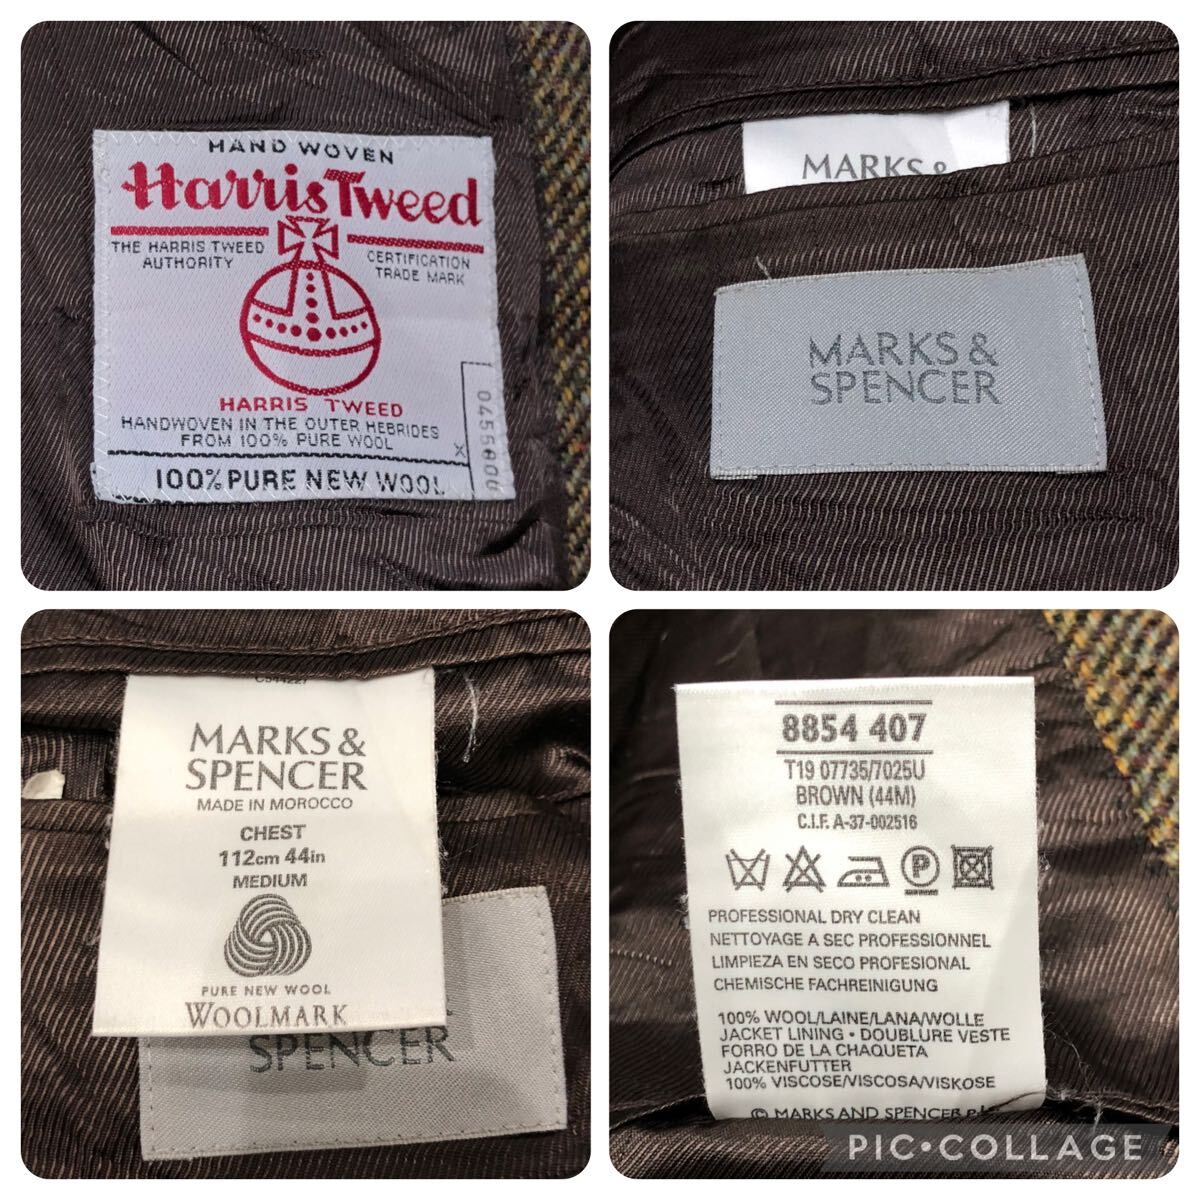 HAND WOVEN
Harris Tweed
THE HARRIS TWEED AUTHORITY
CERTIFICATION TRADE MARK
HARRIS TWEED
HANDWOVEN IN THE OUTER HEBRIDES
FROM 100% PURE WOOL
X
100% PURE NEW WOOL
MARKS &
MARKS &
SPENCER
MARKS &
SPENCER
MADE IN MOROCCO
CHEST
112cm 44in
MEDIUM
PURE NEW WOOL
WOOLMARK
SPENCER
8854 407
T19 07735/7025U
BROWN (44M)
C.I.F. A-37-002516
P
PROFESSIONAL DRY CLEAN
NETTOYAGE A SEC PROFESSIONNEL
LIMPIEZA EN SECO PROFESIONAL
CHEMISCHE FACHREINIGUNG
100% WOOL/LAINE/LANA/WOLLE
JACKET LINING • DOUBLURE VESTE
FORRO DE LA CHAQUETA
JACKENFUTTER
100% VISCOSE/VISCOSA/VISKOSE
© MARKS AND SPENCER
PIC•COLLAGE